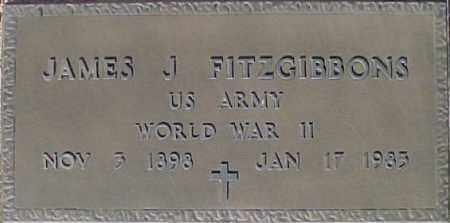 JAMES J FITZGIBBONS
US ARMY
WORLD WAR II
NOV 3 1898 JAN 17 1985